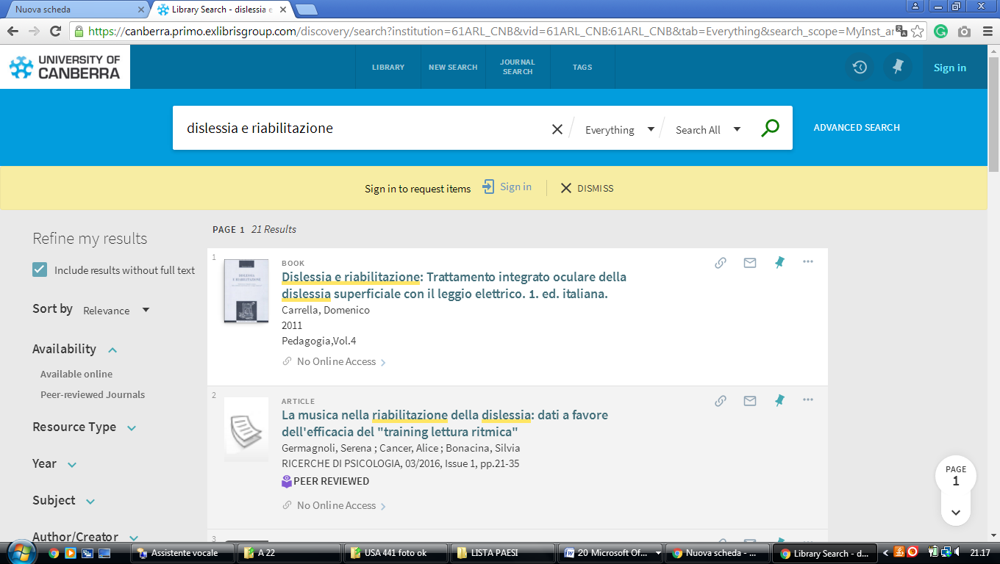 Nuova scheda
Library Search - dislessia e
https://canberra.primo.exlibrisgroup.com/discovery/search?institution=61ARL_CNB&vid=61ARL_CNB:61ARL_CNB&tab=Everything&search_scope=MyInst_ar
UNIVERSITY OF
CANBERRA
LIBRARY
NEW SEARCH
JOURNAL
SEARCH
TAGS
Sign in
dislessia e riabilitazione
Everything
Search All
ADVANCED SEARCH
Sign in to request items
Sign in
DISMISS
Refine my results
Include results without full text
Sort by Relevance
Availability
Available online
Peer-reviewed Journals
Resource Type
Year
Subject
Author/Creator
PAGE 1 21 Results
1
DISLESSIA
E RIABILITAZIONE
BOOK
Dislessia e riabilitazione: Trattamento integrato oculare della
dislessia superficiale con il leggio elettrico. 1. ed. italiana.
Carrella, Domenico
2011
Pedagogia,Vol.4
No Online Access
2
ARTICLE
La musica nella riabilitazione della dislessia: dati a favore
dell'efficacia del "training lettura ritmica"
Germagnoli, Serena ; Cancer, Alice ; Bonacina, Silvia
RICERCHE DI PSICOLOGIA, 03/2016, Issue 1, pp.21-35
PEER REVIEWED
No Online Access
3
PAGE
1
Assistente vocale
A 22
USA 441 foto ok
LISTA PAESI
20 Microsoft Of...
Nuova scheda - ...
Library Search - d...
21.17